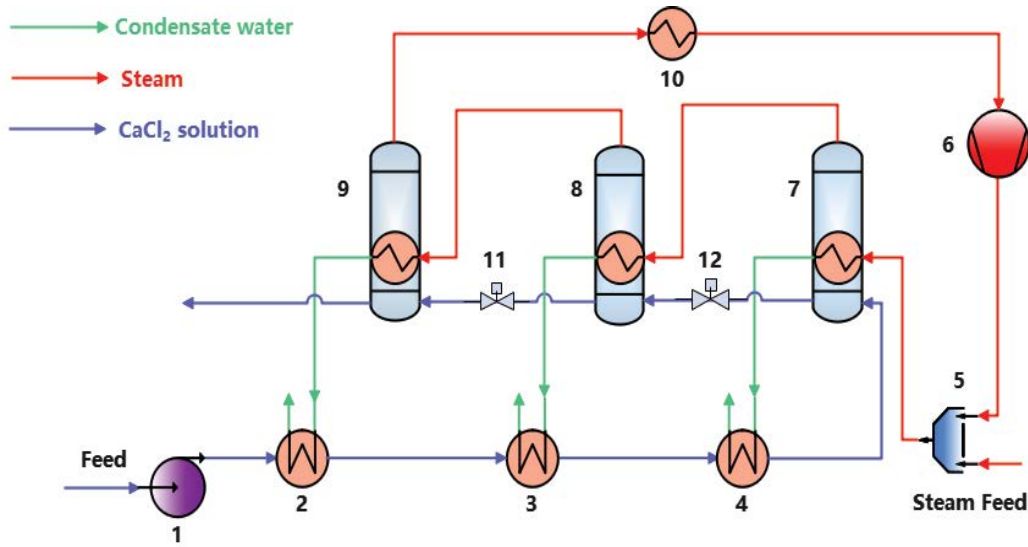 Condensate water
Steam
CaCl₂ solution
10
6
9
8
7
11
12
5
Feed
Steam Feed
1
2
3
4